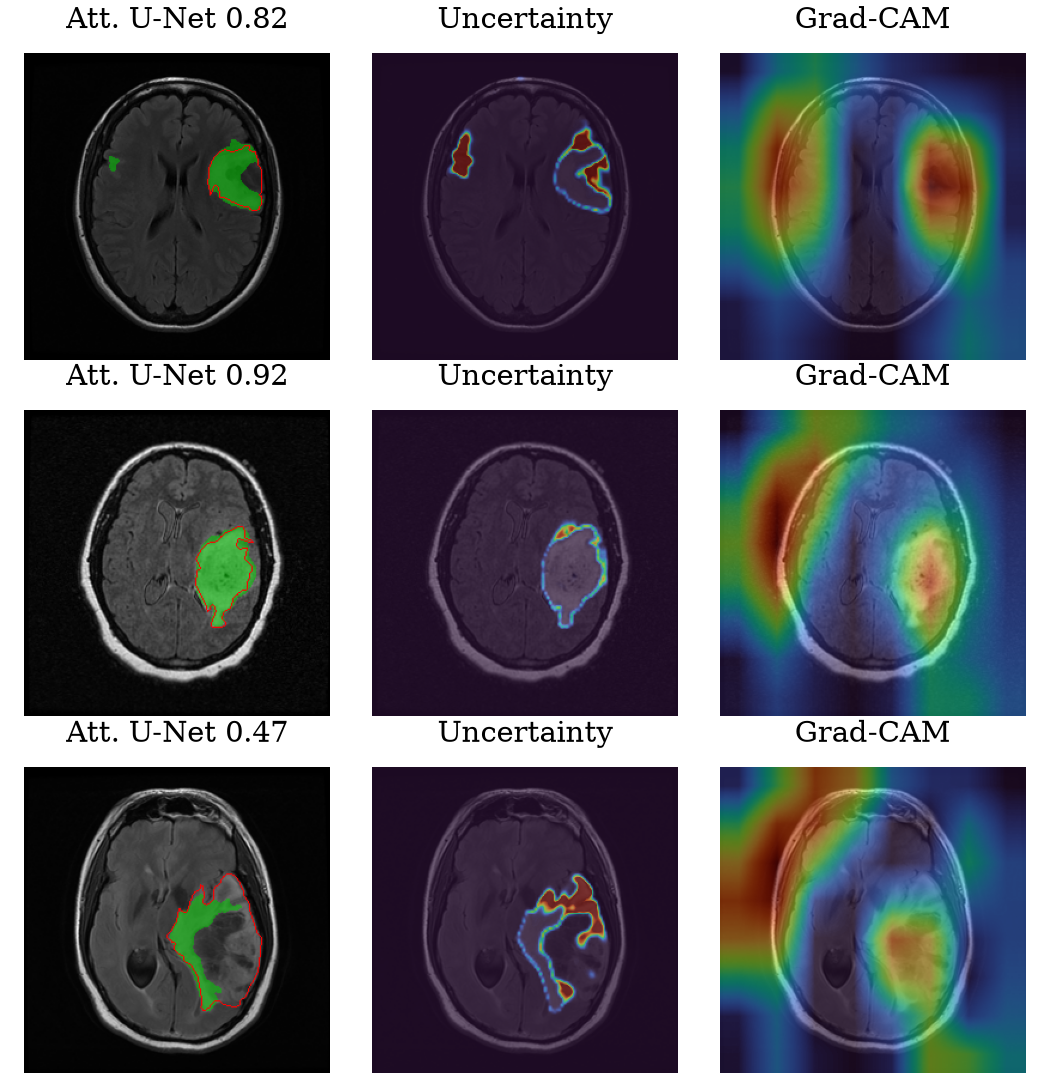 Att. U-Net 0.82 Uncertainty Grad-CAM
Att. U-Net 0.92 Uncertainty Grad-CAM
Att. U-Net 0.47 Uncertainty Grad-CAM